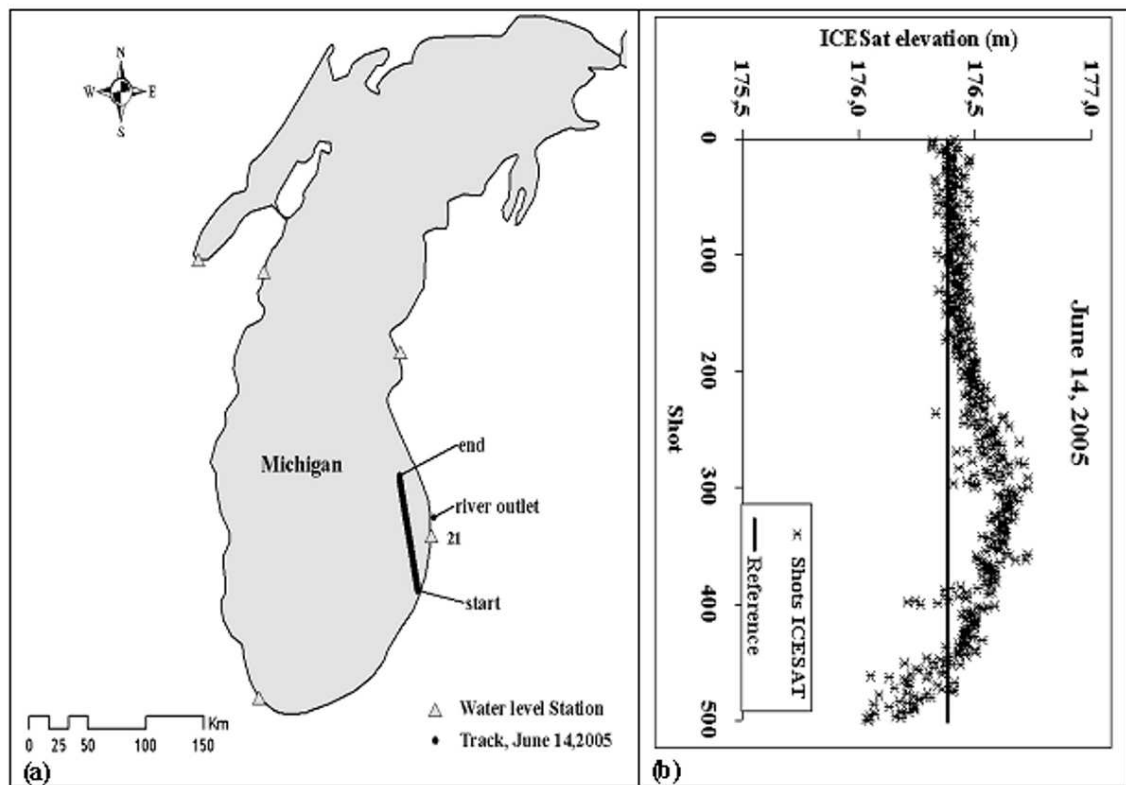 N
W E
S
Michigan
end
river outlet
21
start
Water level Station
Track, June 14,2005
Km
0 25 50 100 150
(a)
ICESat elevation (m)
175,5 176,0 176,5 177,0
0
100
200
300
400
500
Shot
June 14, 2005
Shots ICESAT
Reference
(b)